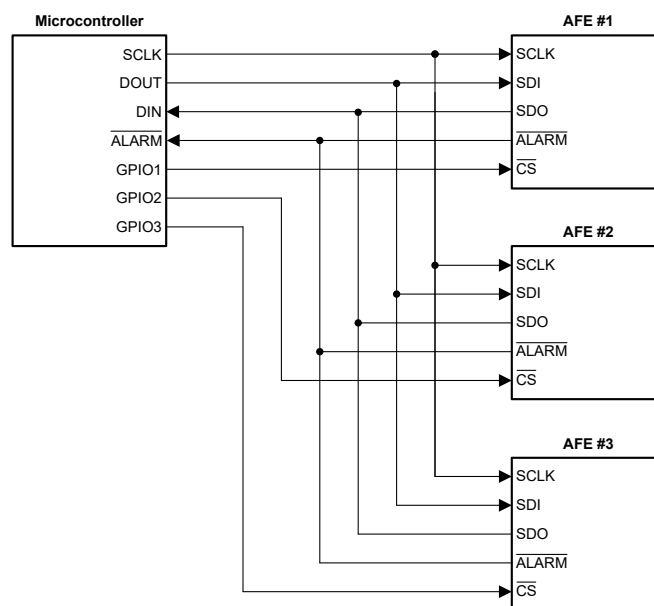 Microcontroller
SCLK
DOUT
DIN
ALARM
GPIO1
GPIO2
GPIO3
AFE #1
SCLK
SDI
SDO
ALARM
CS
AFE #2
SCLK
SDI
SDO
ALARM
CS
AFE #3
SCLK
SDI
SDO
ALARM
CS